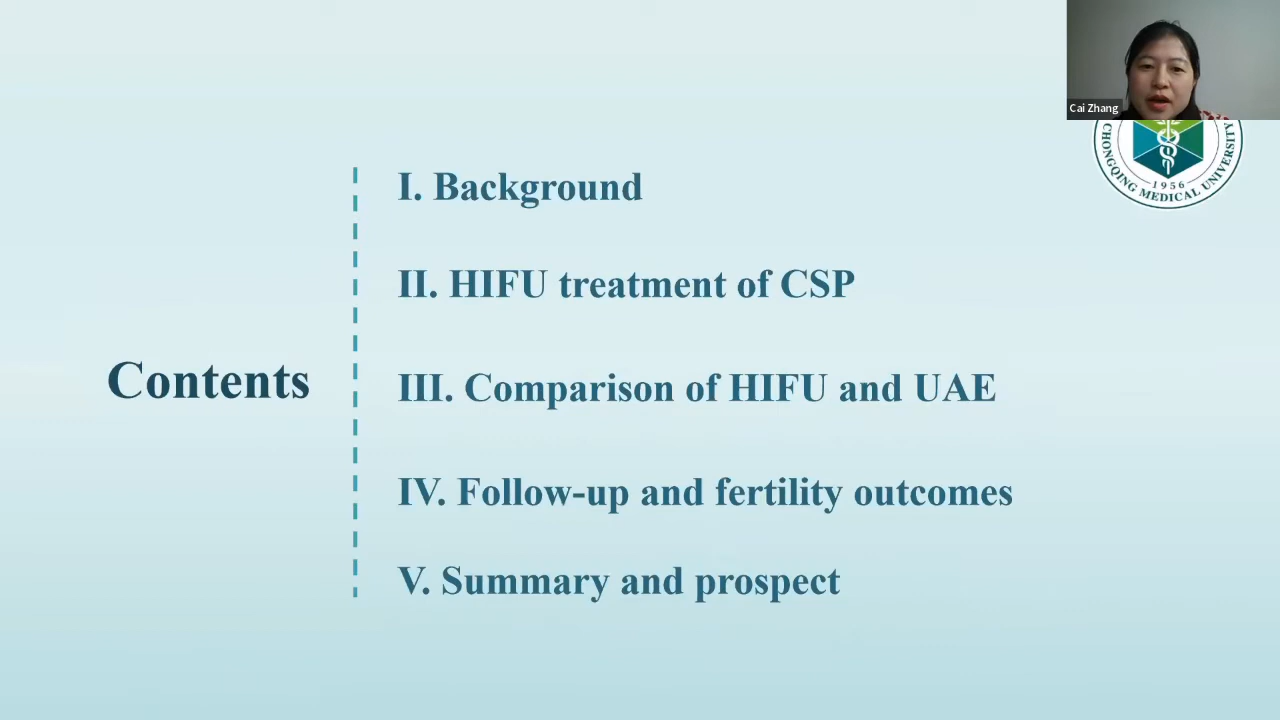 Cai Zhang
CHONGQING MEDICAL UNIVERSITY
1956
I. Background
II. HIFU treatment of CSP
III. Comparison of HIFU and UAE
Contents
IV. Follow-up and fertility outcomes
V. Summary and prospect